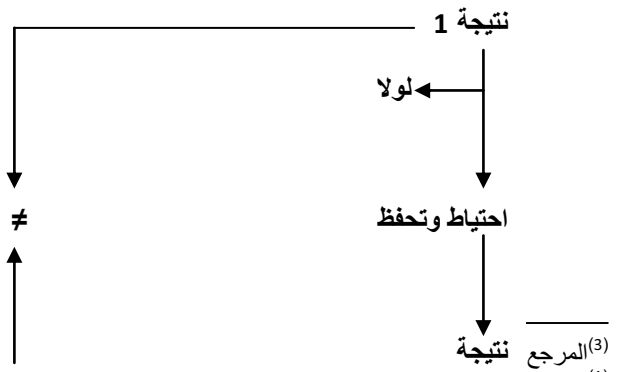 نتيجة 1
لولا
احتياط وتحفظ
≠
نتيجة
(3)المرجع